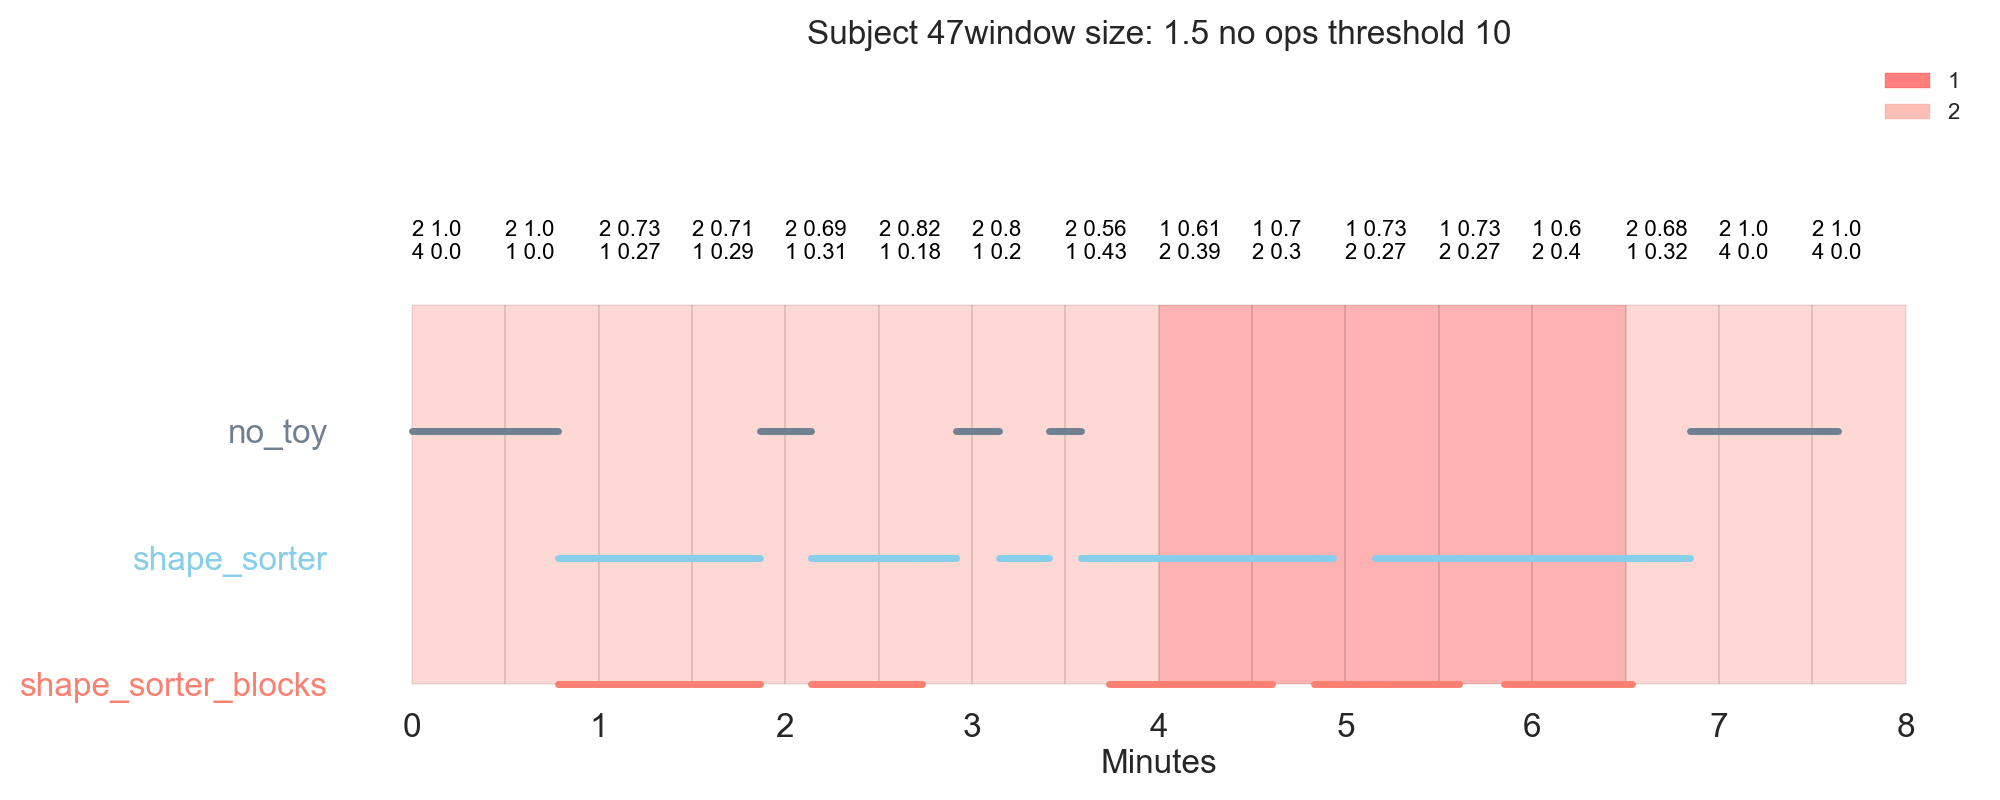 Subject 47window size: 1.5 no ops threshold 10
1
2
2 1.0 2 1.0 2 0.73 2 0.71 2 0.69 2 0.82 2 0.8 2 0.56 1 0.61 1 0.7 1 0.73 1 0.73 1 0.6 2 0.68 2 1.0 2 1.0
4 0.0 1 0.0 1 0.27 1 0.29 1 0.31 1 0.18 1 0.2 1 0.43 2 0.39 2 0.3 2 0.27 2 0.27 2 0.4 1 0.32 4 0.0 4 0.0
no_toy
shape_sorter
shape_sorter_blocks
0 1 2 3 4 5 6 7 8
Minutes